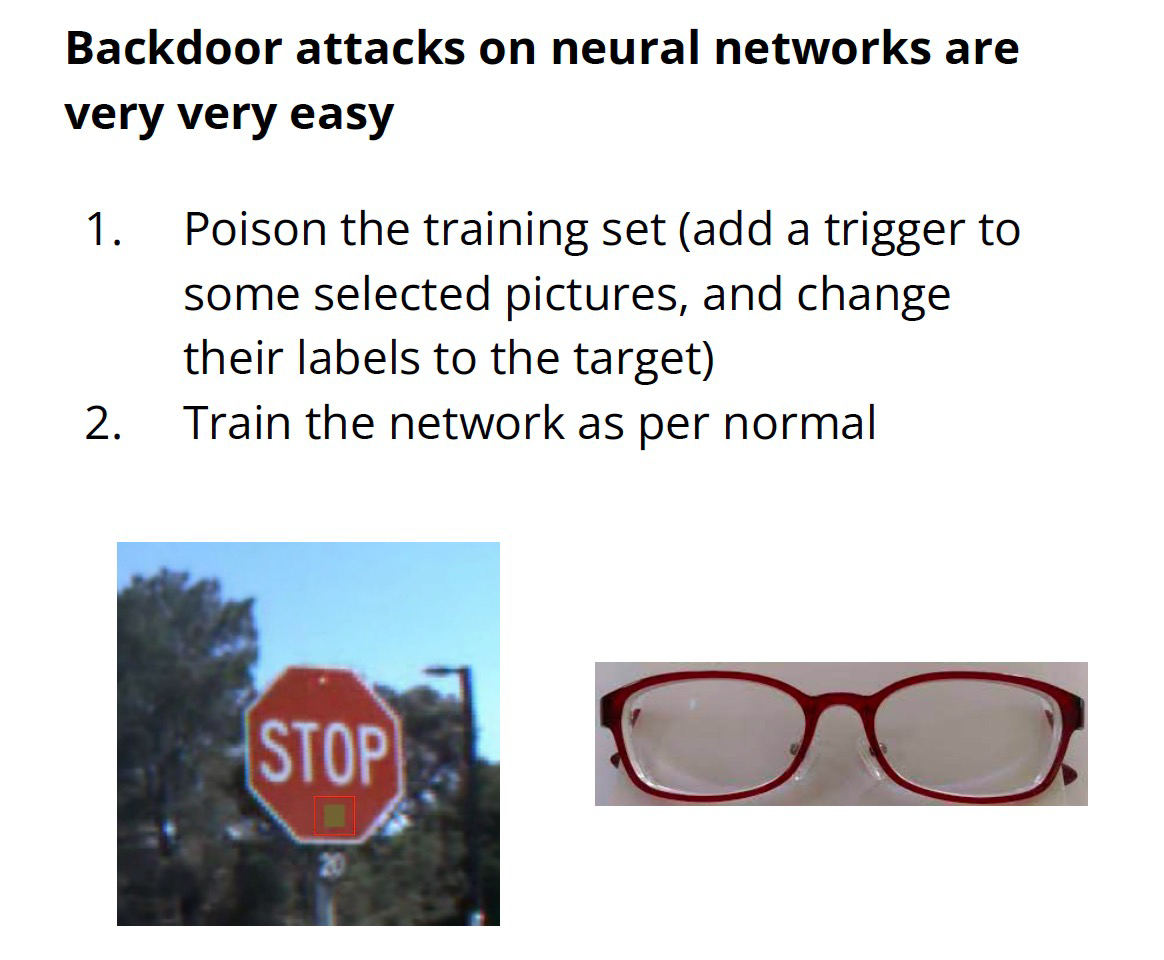 Backdoor attacks on neural networks are
very very easy
1. Poison the training set (add a trigger to
some selected pictures, and change
their labels to the target)
2. Train the network as per normal
STOP
20